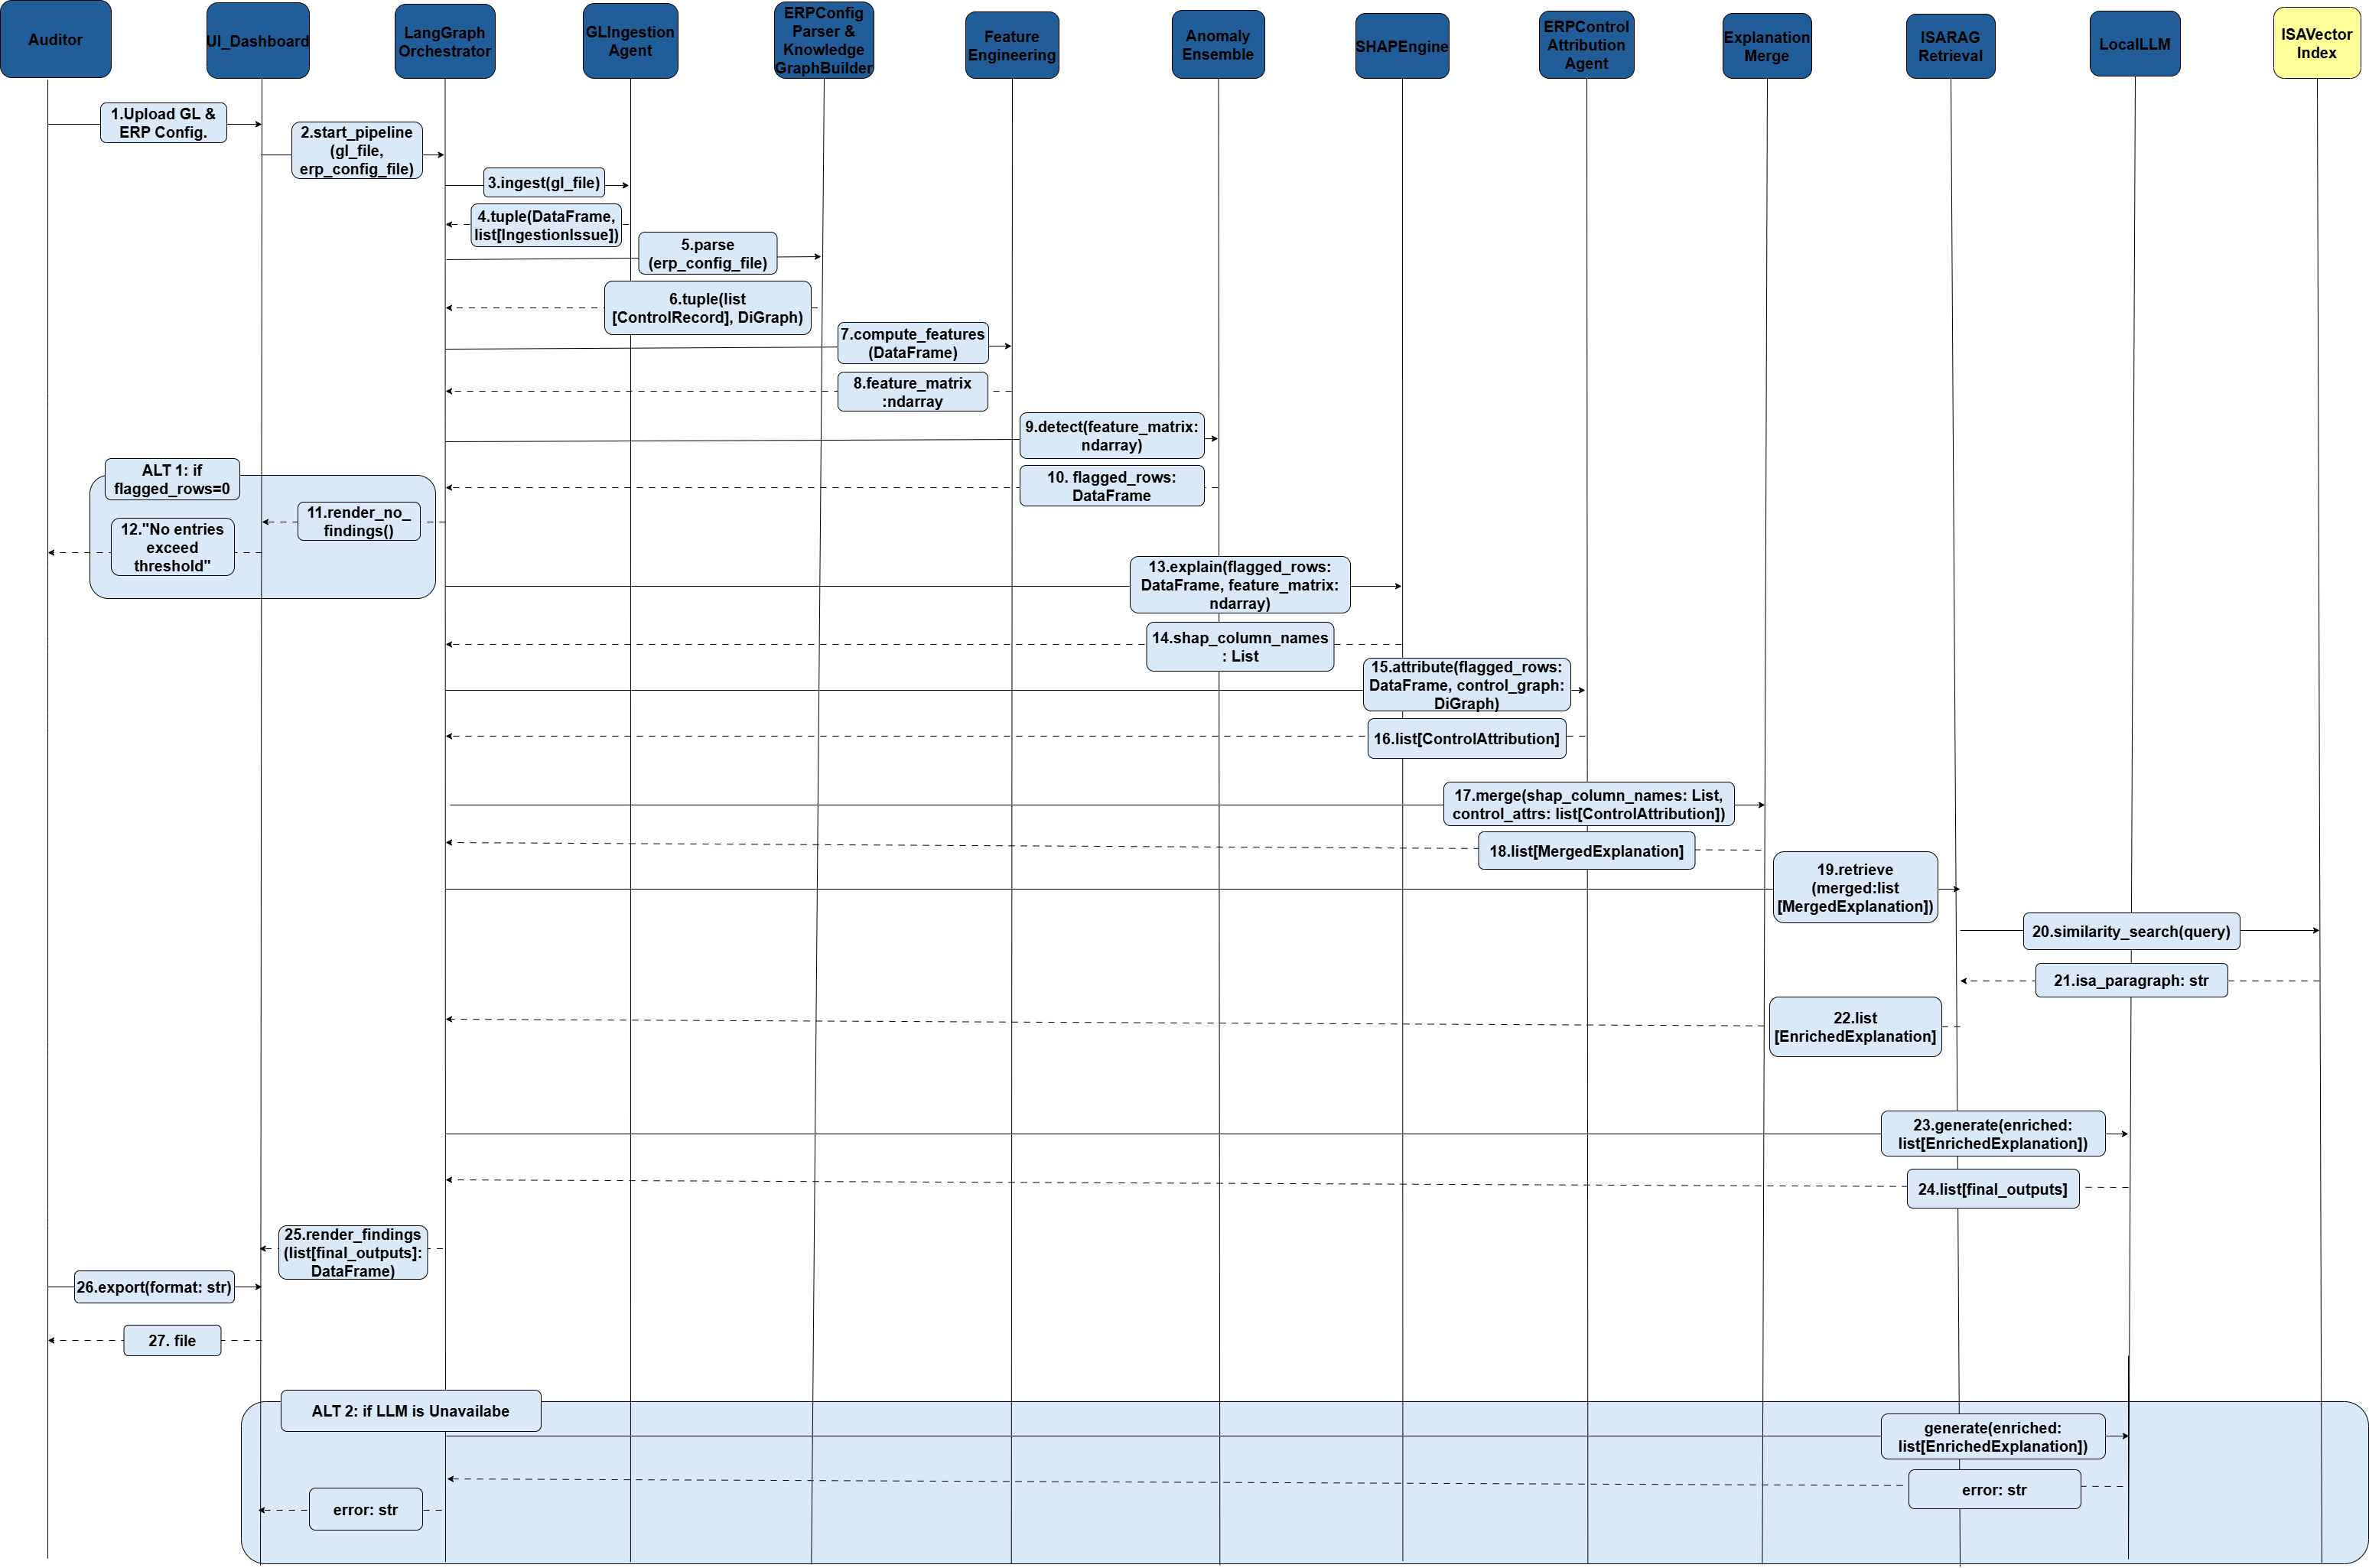 Auditor
UI_Dashboard
LangGraph
Orchestrator
GLIngestion
Agent
ERPConfig
Parser &
Knowledge
GraphBuilder
Feature
Engineering
Anomaly
Ensemble
SHAPEngine
ERPControl
Attribution
Agent
Explanation
Merge
ISARAG
Retrieval
LocalLLM
ISAVector
Index
1.Upload GL &
ERP Config.
2.start_pipeline
(gl_file,
erp_config_file)
3.ingest(gl_file)
4.tuple(DataFrame,
list[IngestionIssue])
5.parse
(erp_config_file)
6.tuple(list
[ControlRecord], DiGraph)
7.compute_features
(DataFrame)
8.feature_matrix
:ndarray
9.detect(feature_matrix:
ndarray)
10. flagged_rows:
DataFrame
ALT 1: if
flagged_rows=0
11.render_no_
findings()
12."No entries
exceed
threshold"
13.explain(flagged_rows:
DataFrame, feature_matrix:
ndarray)
14.shap_column_names
: List
15.attribute(flagged_rows:
DataFrame, control_graph:
DiGraph)
16.list[ControlAttribution]
17.merge(shap_column_names: List,
control_attrs: list[ControlAttribution])
18.list[MergedExplanation]
19.retrieve
(merged:list
[MergedExplanation])
20.similarity_search(query)
21.isa_paragraph: str
22.list
[EnrichedExplanation]
23.generate(enriched:
list[EnrichedExplanation])
24.list[final_outputs]
25.render_findings
(list[final_outputs]:
DataFrame)
26.export(format: str)
27. file
ALT 2: if LLM is Unavailabe
generate(enriched:
list[EnrichedExplanation])
error: str
error: str